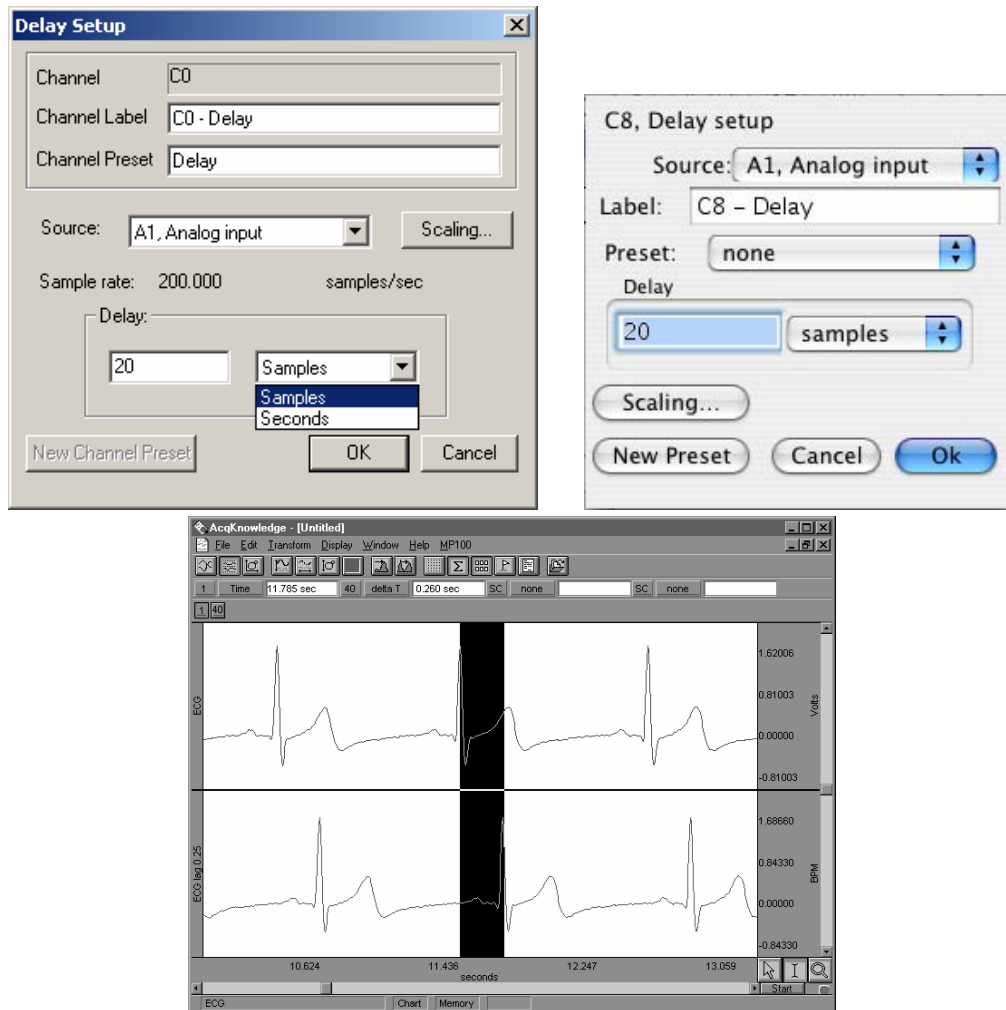 Delay Setup
Channel C0
Channel Label C0 - Delay
Channel Preset Delay
Source: A1, Analog input Scaling...
Sample rate: 200.000 samples/sec
Delay:
20 Samples
Samples
Seconds
New Channel Preset OK Cancel
C8, Delay setup
Source: A1, Analog input
Label: C8 – Delay
Preset: none
Delay
20 samples
Scaling...
New Preset Cancel Ok
AcqKnowledge - [Untitled]
File Edit Transform Display Window Help MP100
1 Time 11.785 sec 40 delta T 0.260 sec SC none SC none
1 40
ECG
1.62006
0.81003
0.00000
-0.81003
Volts
ECG lag 0.25
1.68660
0.84330
0.00000
-0.84330
BPM
10.624 11.436 12.247 13.059
seconds
Start
ECG Chart Memory